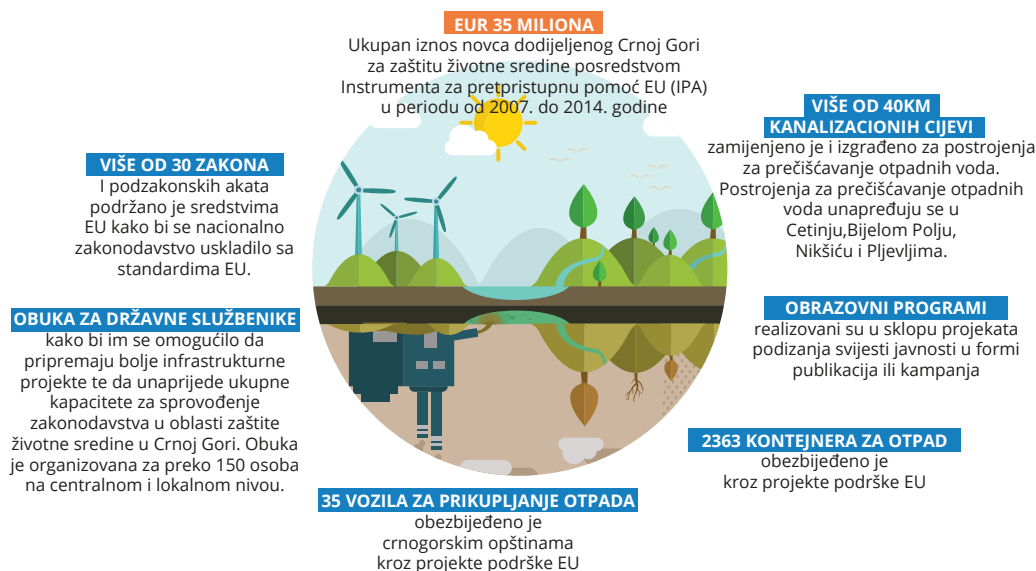 EUR 35 MILIONA
Ukupan iznos novca dodijeljenog Crnoj Gori
za zaštitu životne sredine posredstvom
Instrumenta za pretpristupnu pomoć EU (IPA)
u periodu od 2007. do 2014. godine
VIŠE OD 30 ZAKONA
I podzakonskih akata
podržano je sredstvima
EU kako bi se nacionalno
zakonodavstvo uskladilo sa
standardima EU.
VIŠE OD 40KM
KANALIZACIONIH CIJEVI
zamijenjeno je i izgrađeno za postrojenja
za prečišćavanje otpadnih voda.
Postrojenja za prečišćavanje otpadnih
voda unapređuju se u
Cetinju,Bijelom Polju,
Nikšiću i Pljevljima.
OBUKA ZA DRŽAVNE SLUŽBENIKE
kako bi im se omogućilo da
pripremaju bolje infrastrukturne
projekte te da unaprijede ukupne
kapacitete za sprovođenje
zakonodavstva u oblasti zaštite
životne sredine u Crnoj Gori. Obuka
je organizovana za preko 150 osoba
na centralnom i lokalnom nivou.
OBRAZOVNI PROGRAMI
realizovani su u sklopu projekata
podizanja svijesti javnosti u formi
publikacija ili kampanja
2363 KONTEJNERA ZA OTPAD
obezbijeđeno je
kroz projekte podrške EU
35 VOZILA ZA PRIKUPLJANJE OTPADA
obezbijeđeno je
crnogorskim opštinama
kroz projekte podrške EU